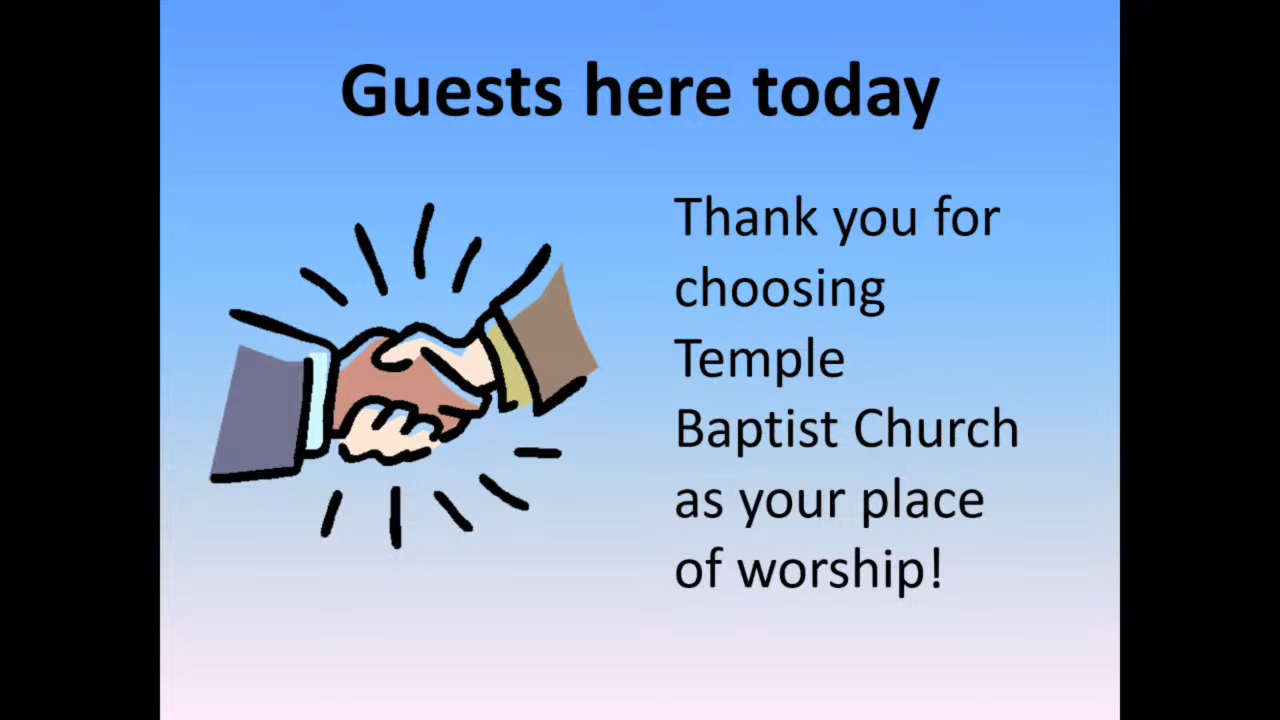 Guests here today
Thank you for
choosing
Temple
Baptist Church
as your place
of worship!